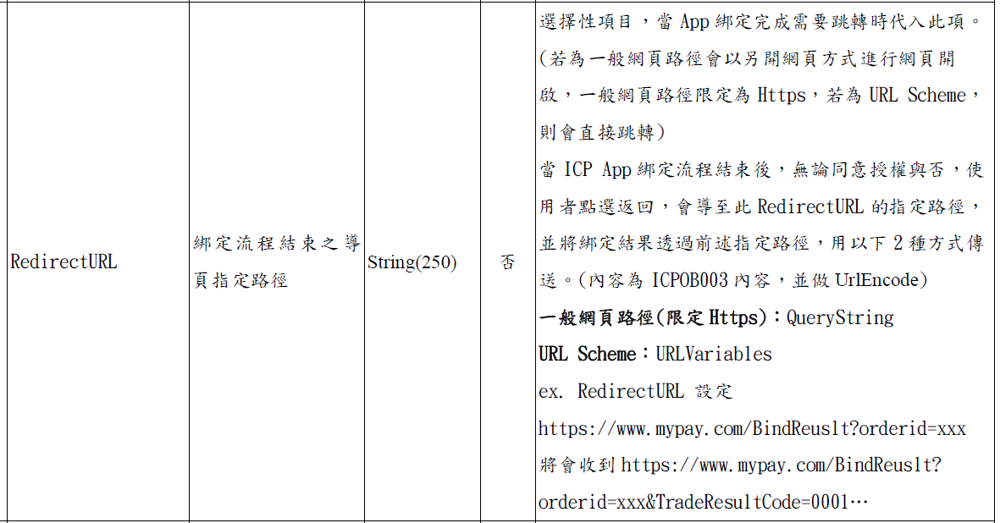 RedirectURL
綁定流程結束之導
頁指定路徑
String(250)
否
選擇性項目，當 App 綁定完成需要跳轉時代入此項。
(若為一般網頁路徑會以另開網頁方式進行網頁開
啟，一般網頁路徑限定為 Https，若為 URL Scheme，
則會直接跳轉)
當 ICP App 綁定流程結束後，無論同意授權與否，使
用者點選返回，會導至此 RedirectURL 的指定路徑，
並將綁定結果透過前述指定路徑，用以下 2 種方式傳
送。(內容為 ICPOB003 內容，並做 UrlEncode)
一般網頁路徑(限定 Https)：QueryString
URL Scheme：URLVariables
ex. RedirectURL 設定
https://www.mypay.com/BindReuslt?orderid=xxx
將會收到 https://www.mypay.com/BindReuslt?
orderid=xxx&TradeResultCode=0001…